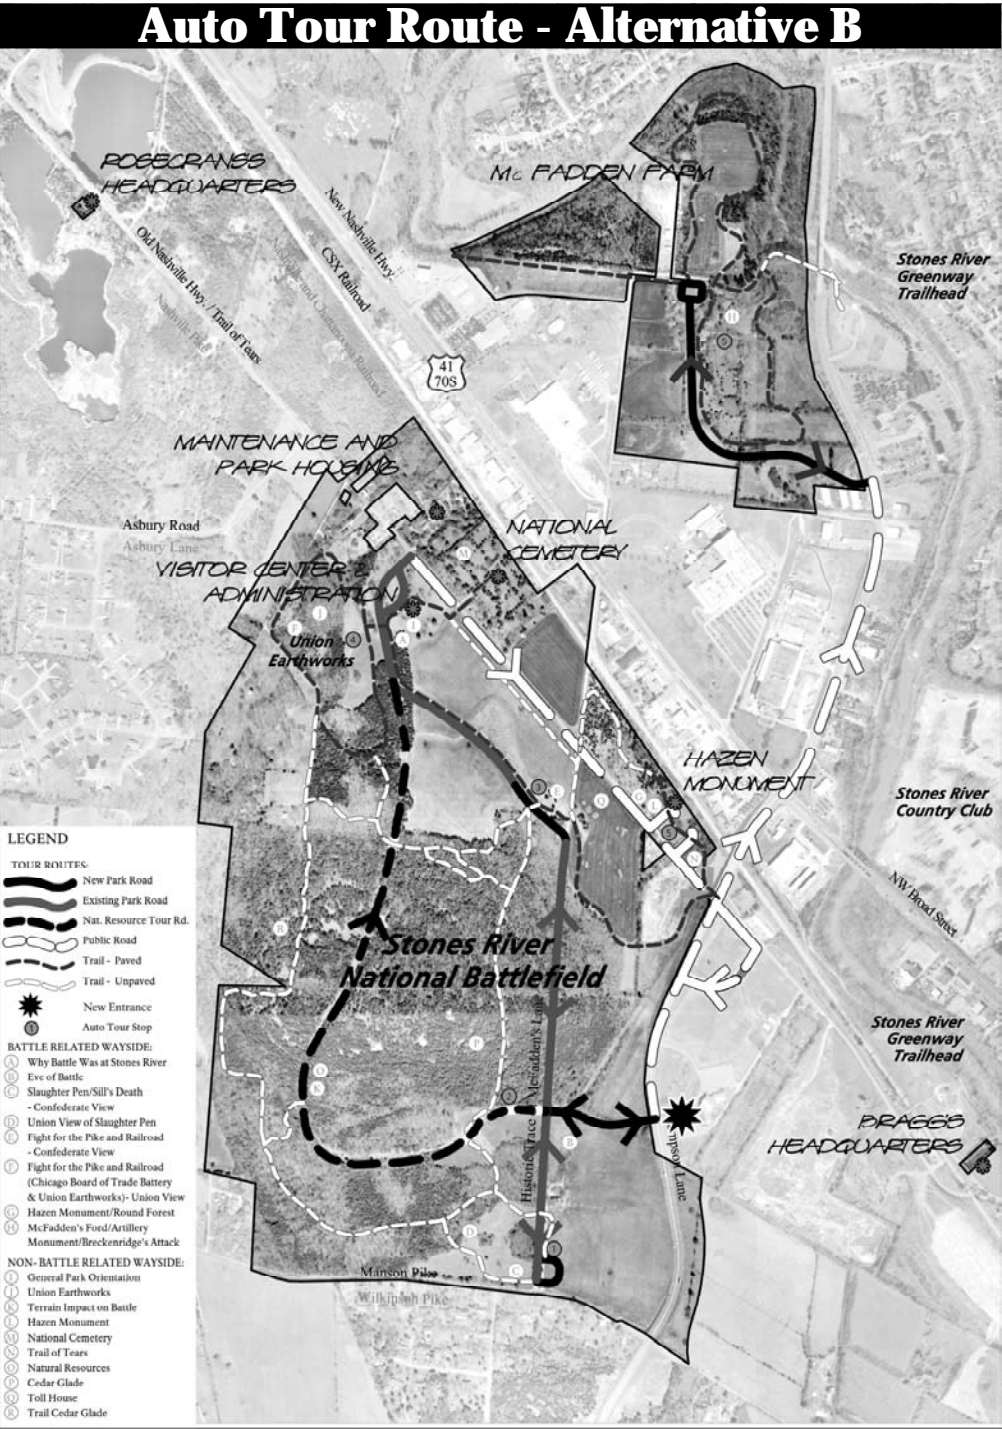 Auto Tour Route - Alternative B
ROSECRANS'S
HEADQUARTERS
Mc FADDEN FARM
New Nashville Hwy.
CSX Railroad
Old Nashville Hwy. / Trail of Tears
Nashville Pike
Stones River
Greenway
Trailhead
41
70S
MAINTENANCE AND
PARK HOUSING
Asbury Road
Asbury Lane
NATIONAL
CEMETERY
VISITOR CENTER &
ADMINISTRATION
Union
Earthworks
HAZEN
MONUMENT
Stones River
Country Club
NW Broad Street
Stones River
National Battlefield
Stones River
Greenway
Trailhead
Historic Trace
McFadden's Lane
BRAGG'S
HEADQUARTERS
Manson Pike
Wilkinson Pike
LEGEND
TOUR ROUTES:
New Park Road
Existing Park Road
Nat. Resource Tour Rd.
Public Road
Trail - Paved
Trail - Unpaved
New Entrance
1 Auto Tour Stop
BATTLE RELATED WAYSIDE:
A Why Battle Was at Stones River
B Eve of Battle
C Slaughter Pen/Sill's Death
- Confederate View
D Union View of Slaughter Pen
E Fight for the Pike and Railroad
- Confederate View
F Fight for the Pike and Railroad
(Chicago Board of Trade Battery
& Union Earthworks)- Union View
G Hazen Monument/Round Forest
H McFadden's Ford/Artillery
Monument/Breckenridge's Attack
NON- BATTLE RELATED WAYSIDE:
I General Park Orientation
J Union Earthworks
K Terrain Impact on Battle
L Hazen Monument
M National Cemetery
N Trail of Tears
O Natural Resources
P Cedar Glade
Q Toll House
R Trail Cedar Glade